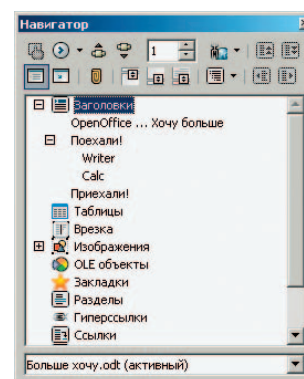 Навигатор
1
Заголовки
OpenOffice ... Хочу больше
Поехали!
Writer
Calc
Приехали!
Таблицы
Врезка
Изображения
OLE объекты
Закладки
Разделы
Гиперссылки
Ссылки
Больше хочу.odt (активный)